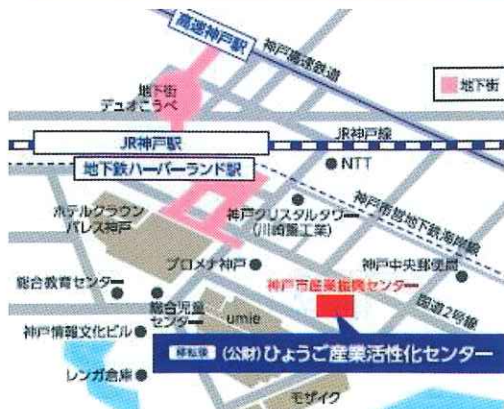 高速神戸駅
神戸高速鉄道
地下街
デュオこうべ
地下街
JR神戸駅
JR神戸線
地下鉄ハーバーランド駅
NTT
ホテルクラウン
パレス神戸
神戸クリスタルタワー
(川崎重工業)
神戸市営地下鉄海岸線
プロメナ神戸
神戸中央郵便局
総合教育センター
総合児童
センター
神戸市産業振興センター
国道2号線
umie
神戸情報文化ビル
移転後 (公財)ひょうご産業活性化センター
レンガ倉庫
モザイク